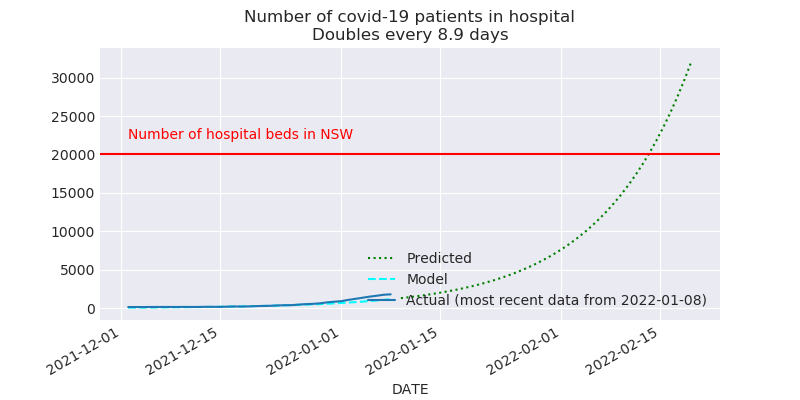 Number of covid-19 patients in hospital
Doubles every 8.9 days
30000
25000
Number of hospital beds in NSW
20000
15000
10000
Predicted
5000
Model
Actual (most recent data from 2022-01-08)
0
2021-12-01
2021-12-15
2022-01-01
2022-01-15
2022-02-01
2022-02-15
DATE